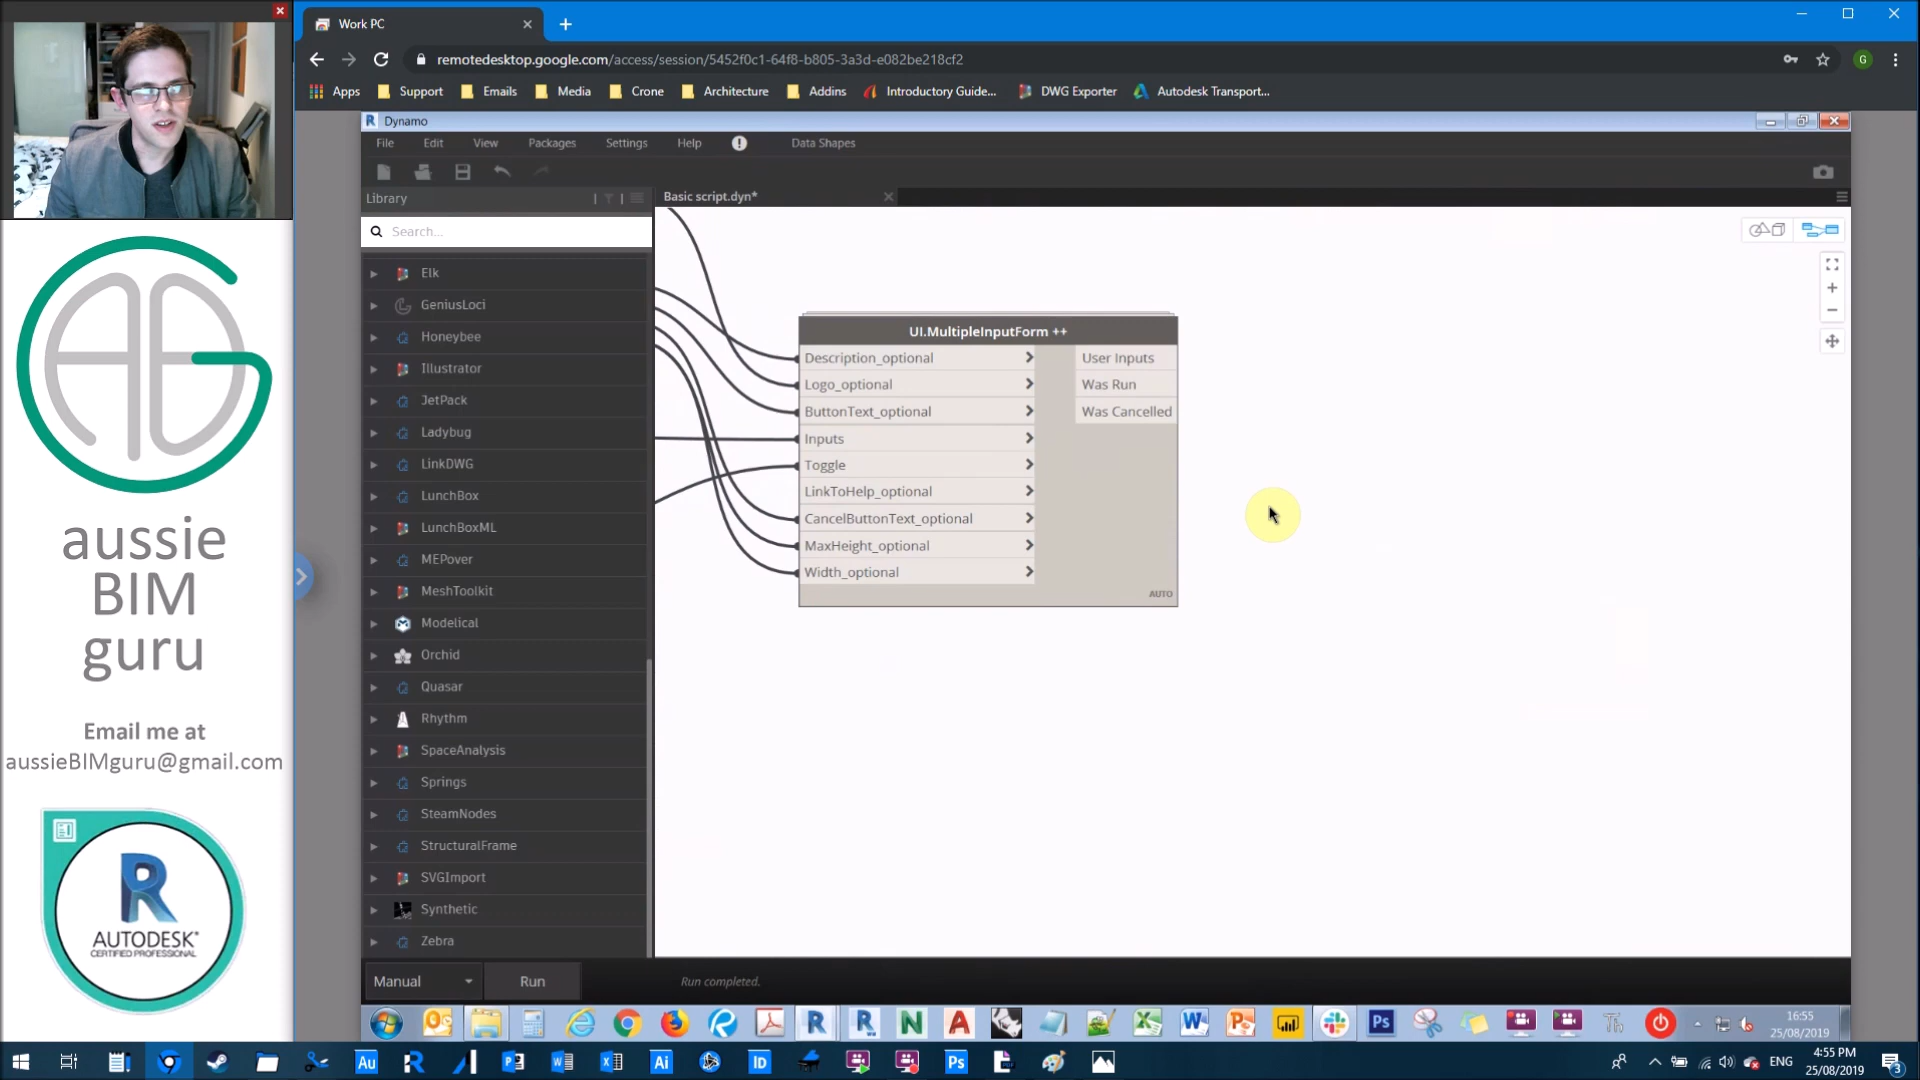 Work PC
remotedesktop.google.com/access/session/5452f0c1-64f8-b805-3a3d-e082be218cf2
G
Apps
Support
Emails
Media
Crone
Architecture
Addins
Introductory Guide...
DWG Exporter
Autodesk Transport...
R Dynamo
File
Edit
View
Packages
Settings
Help
Data Shapes
Library
Basic script.dyn*
Search...
Elk
GeniusLoci
Honeybee
Illustrator
JetPack
Ladybug
LinkDWG
LunchBox
LunchBoxML
MEPover
MeshToolkit
Modelical
Orchid
Quasar
Rhythm
SpaceAnalysis
Springs
SteamNodes
StructuralFrame
SVGImport
Synthetic
Zebra
UI.MultipleInputForm ++
Description_optional
Logo_optional
ButtonText_optional
Inputs
Toggle
LinkToHelp_optional
CancelButtonText_optional
MaxHeight_optional
Width_optional
User Inputs
Was Run
Was Cancelled
AUTO
Manual
Run
Run completed.
16:55
25/08/2019
aussie
BIM
guru
Email me at
aussieBIMguru@gmail.com
R
AUTODESK®
CERTIFIED PROFESSIONAL
ENG
4:55 PM
25/08/2019
3